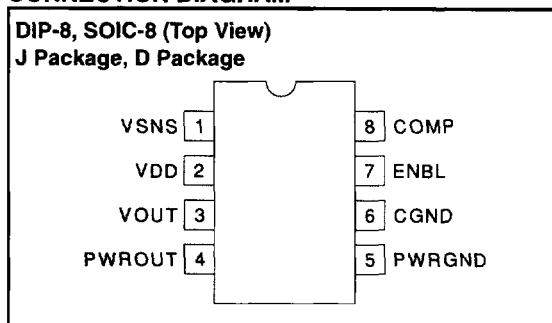 CONNECTION DIAGRAM
DIP-8, SOIC-8 (Top View)
J Package, D Package
VSNS 1
8 COMP
VDD 2
7 ENBL
VOUT 3
6 CGND
PWROUT 4
5 PWRGND